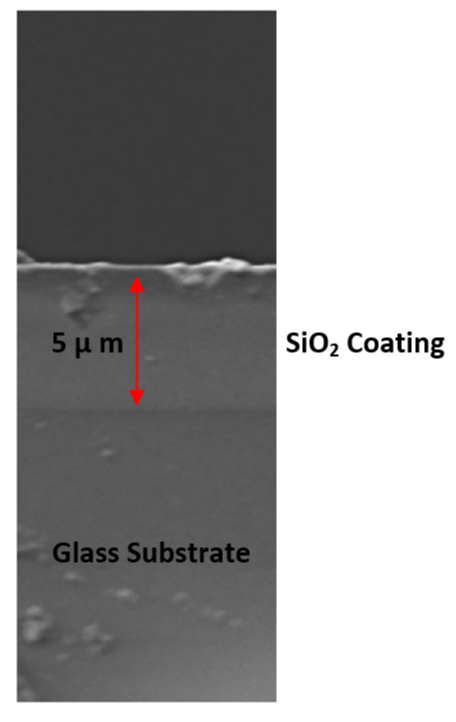 5 μ m
SiO₂ Coating
Glass Substrate